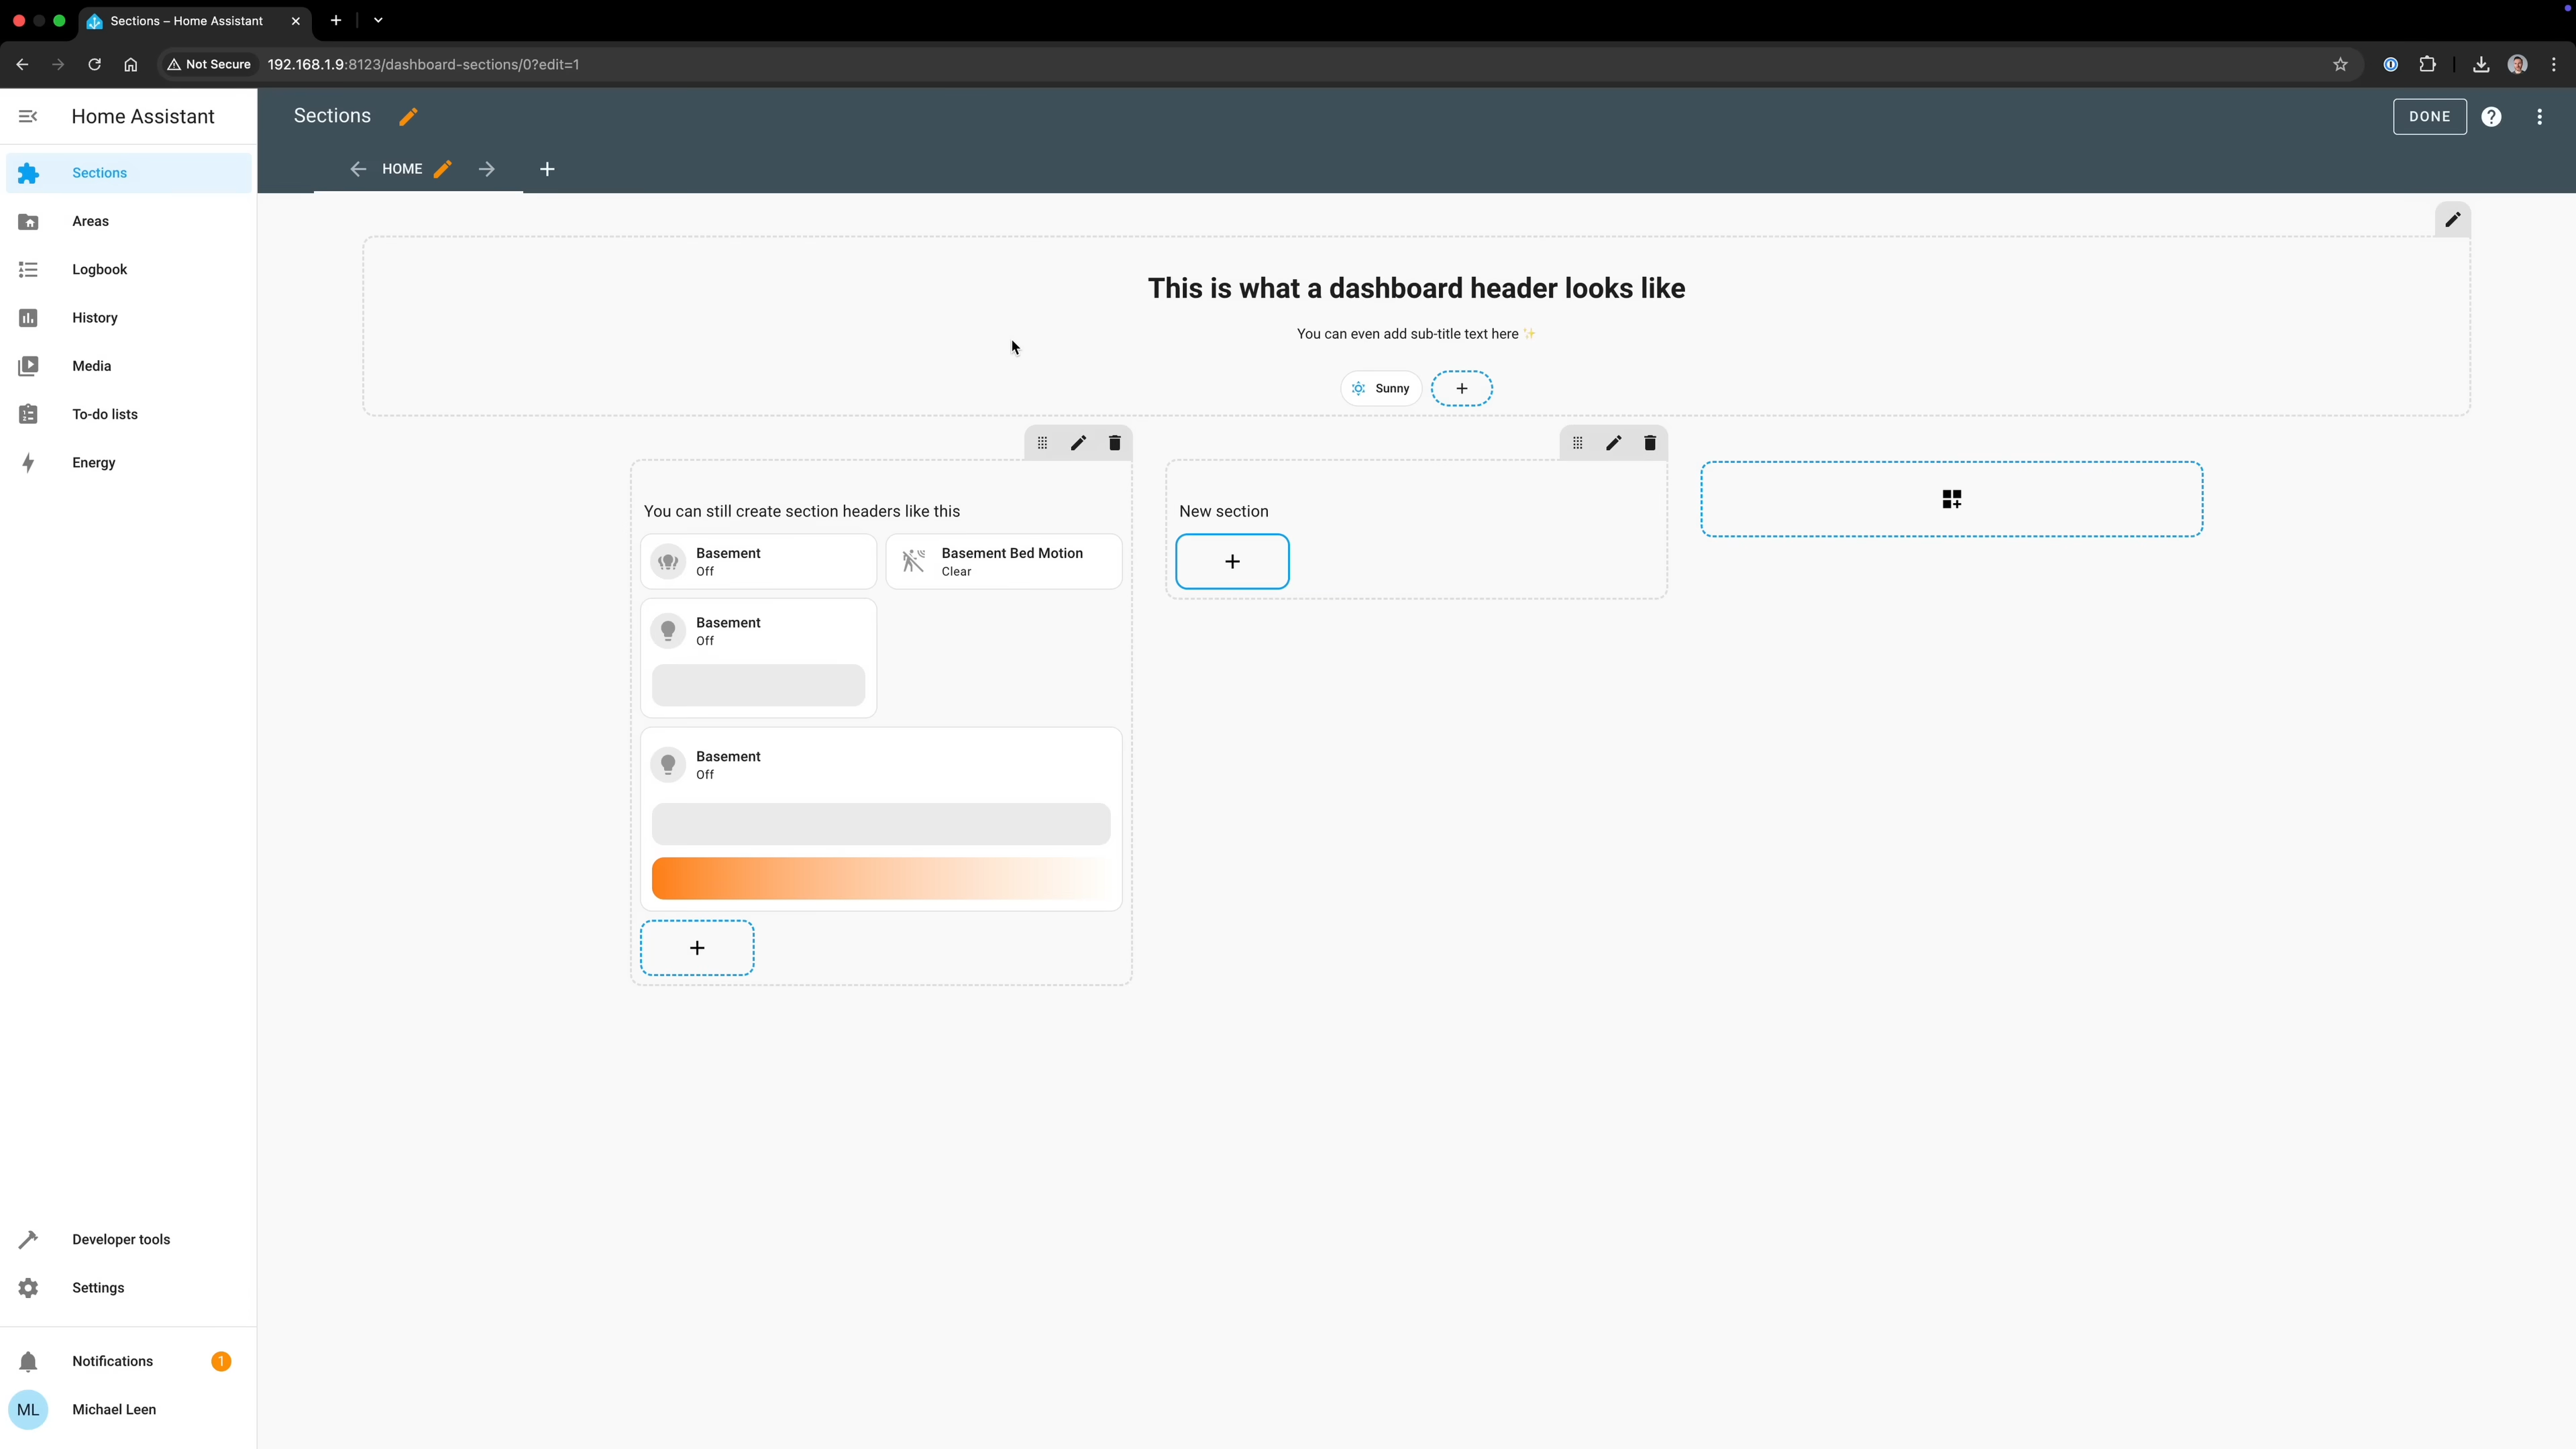 Sections – Home Assistant
Not Secure
192.168.1.9:8123/dashboard-sections/0?edit=1
Home Assistant
Sections
DONE
HOME
Sections
Areas
Logbook
History
Media
To-do lists
Energy
This is what a dashboard header looks like
You can even add sub-title text here ✨
Sunny
You can still create section headers like this
Basement
Off
Basement Bed Motion
Clear
Basement
Off
Basement
Off
New section
Developer tools
Settings
Notifications
1
ML
Michael Leen